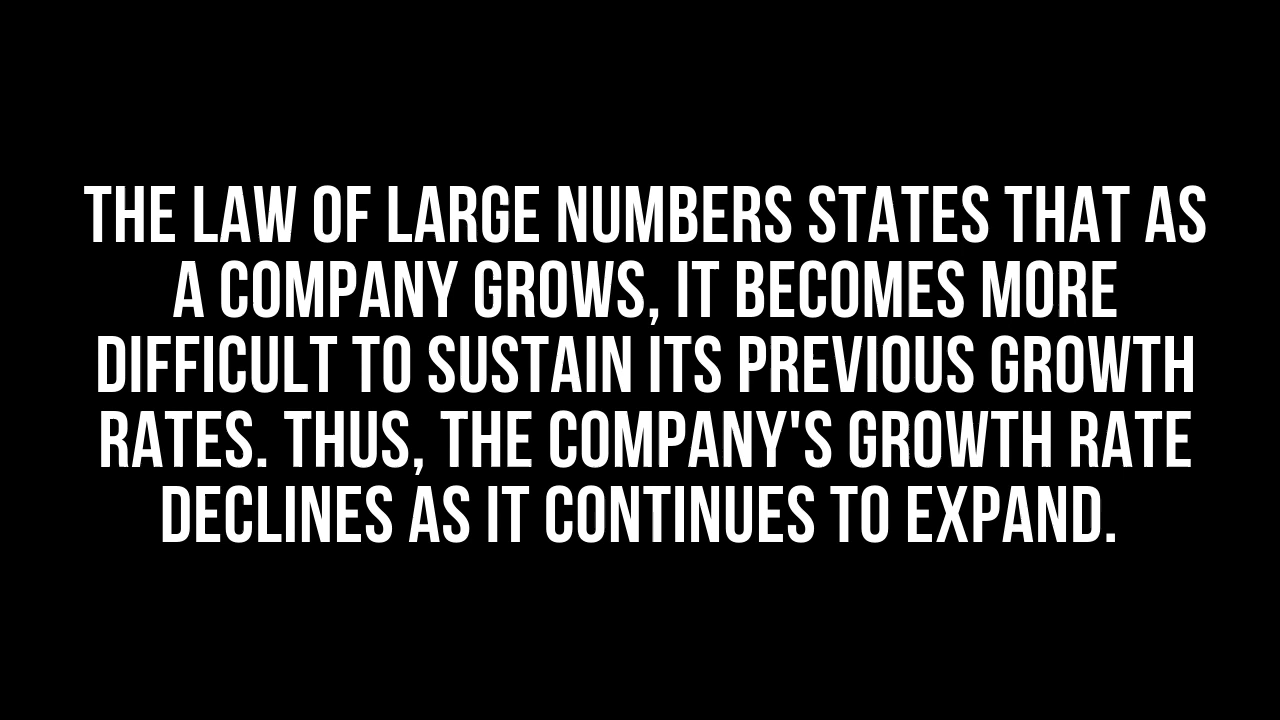 THE LAW OF LARGE NUMBERS STATES THAT AS
A COMPANY GROWS, IT BECOMES MORE
DIFFICULT TO SUSTAIN ITS PREVIOUS GROWTH
RATES. THUS, THE COMPANY'S GROWTH RATE
DECLINES AS IT CONTINUES TO EXPAND.